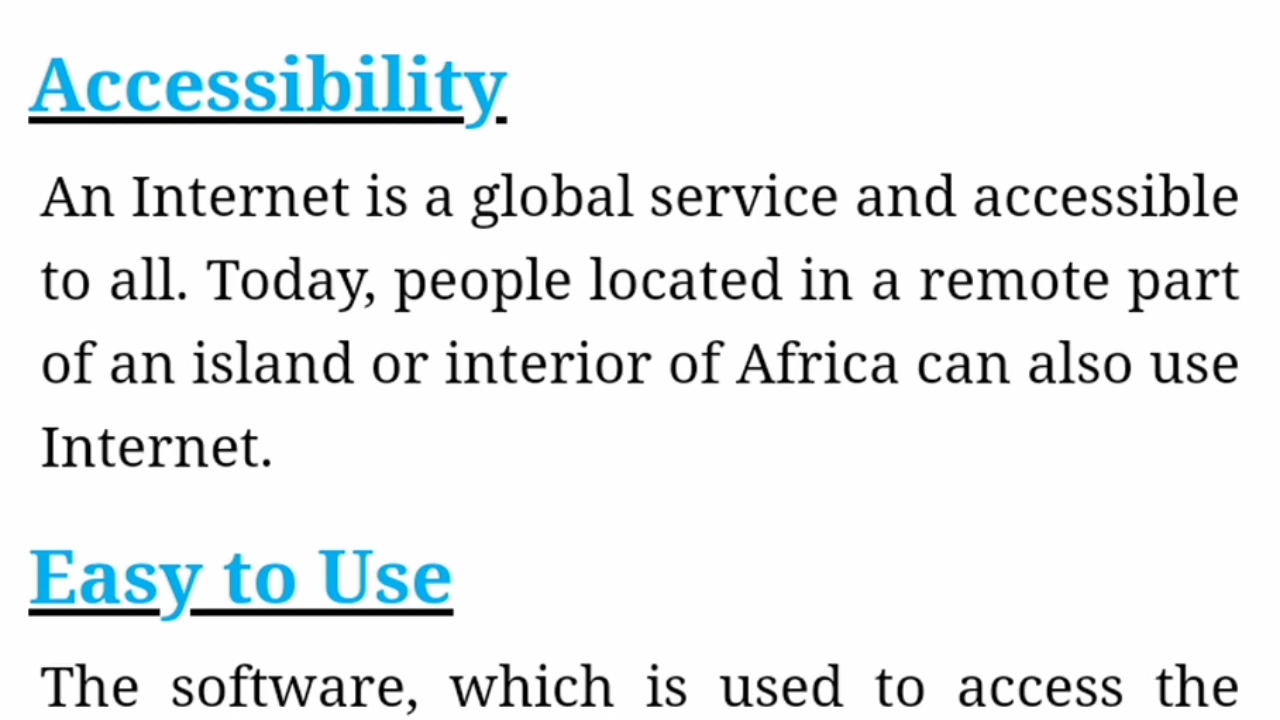 Accessibility
An Internet is a global service and accessible
to all. Today, people located in a remote part
of an island or interior of Africa can also use
Internet.
Easy to Use
The software, which is used to access the